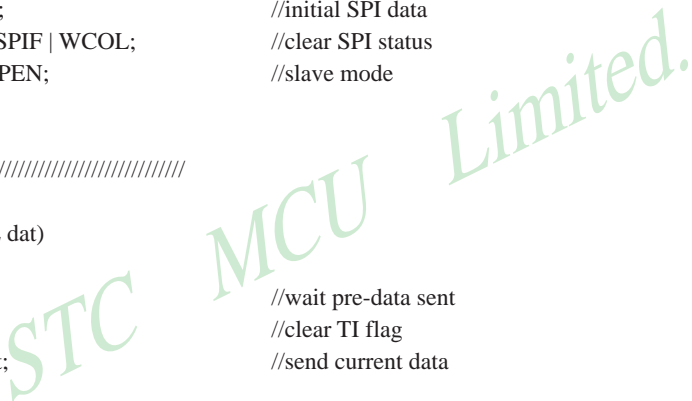 ; //initial SPI data
SPIF | WCOL; //clear SPI status
PEN; //slave mode
////////////////////////////
dat)
//wait pre-data sent
//clear TI flag
; //send current data
STC MCU Limited.